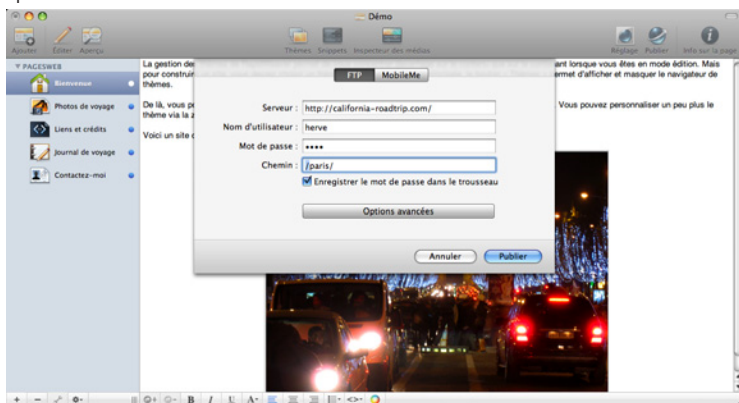 Démo
Ajouter Éditer Aperçu
Thèmes Snippets Inspecteur des médias
Réglage Publier Info sur la page
PAGESWEB
Bienvenue
Photos de voyage
Liens et crédits
Journal de voyage
Contactez-moi
La gestion de
pour construir
thèmes.
ant lorsque vous êtes en mode édition. Mais
ermet d'afficher et masquer le navigateur de
De là, vous p
thème via la
Vous pouvez personnaliser un peu plus le
Voici un site
FTP MobileMe
Serveur : http://california-roadtrip.com/
Nom d'utilisateur : herve
Mot de passe : ••••
Chemin : /paris/
Enregistrer le mot de passe dans le trousseau
Options avancées
Annuler Publier
B I U A